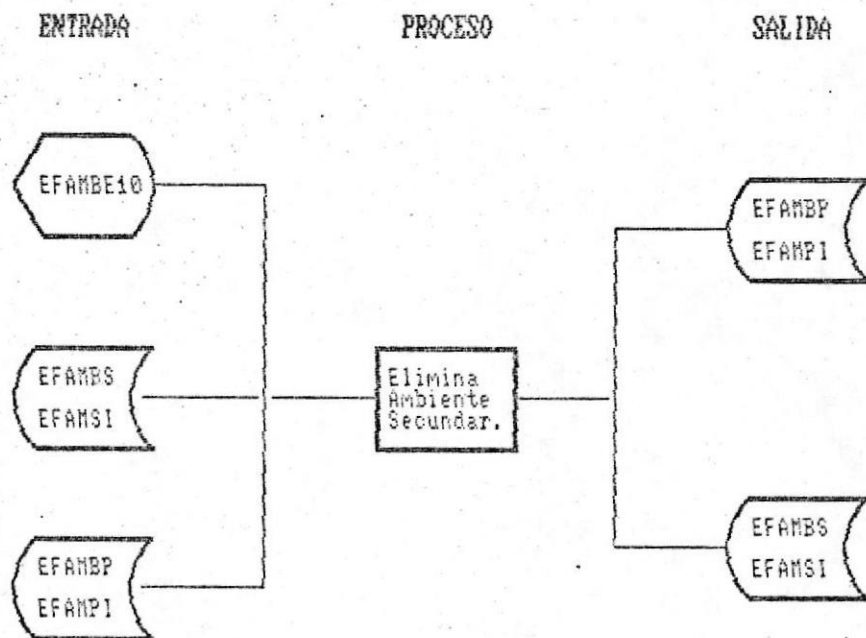 ENTRADA PROCESO SALIDA
EFAMBE10
EFAMBP
EFAMPI
EFAMBS
EFAMSI
Elimina
Ambiente
Secundar.
EFAMBP
EFAMPI
EFAMBS
EFAMSI